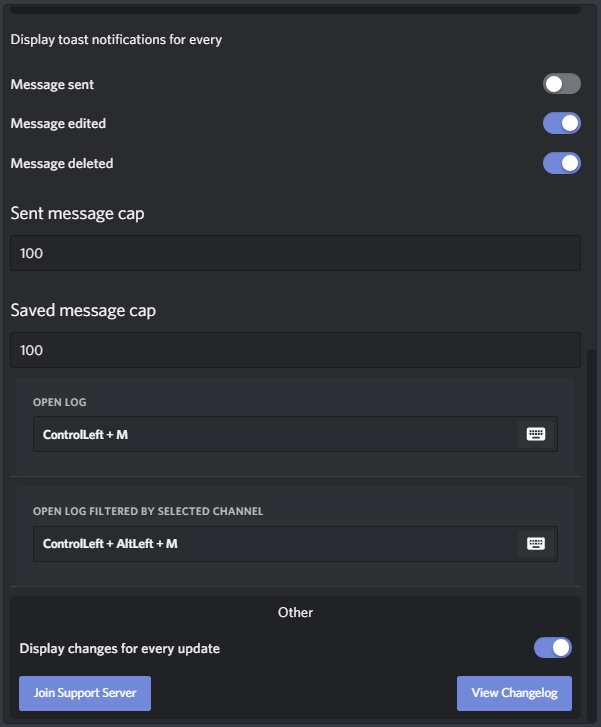 Display toast notifications for every
Message sent
Message edited
Message deleted
Sent message cap
100
Saved message cap
100
OPEN LOG
ControlLeft + M
OPEN LOG FILTERED BY SELECTED CHANNEL
ControlLeft + AltLeft + M
Other
Display changes for every update
Join Support Server
View Changelog